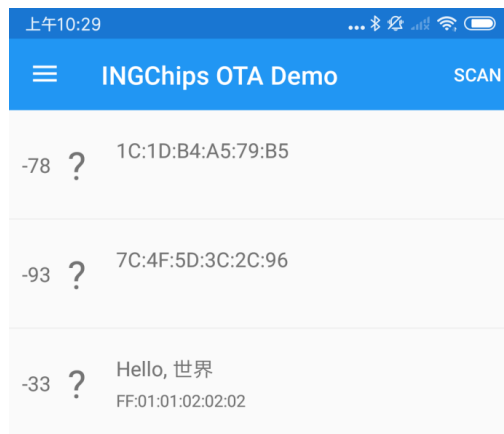 上午10:29
INGChips OTA Demo SCAN
1C:1D:B4:A5:79:B5
-78 ?
7C:4F:5D:3C:2C:96
-93 ?
Hello, 世界
-33 ?
FF:01:01:02:02:02